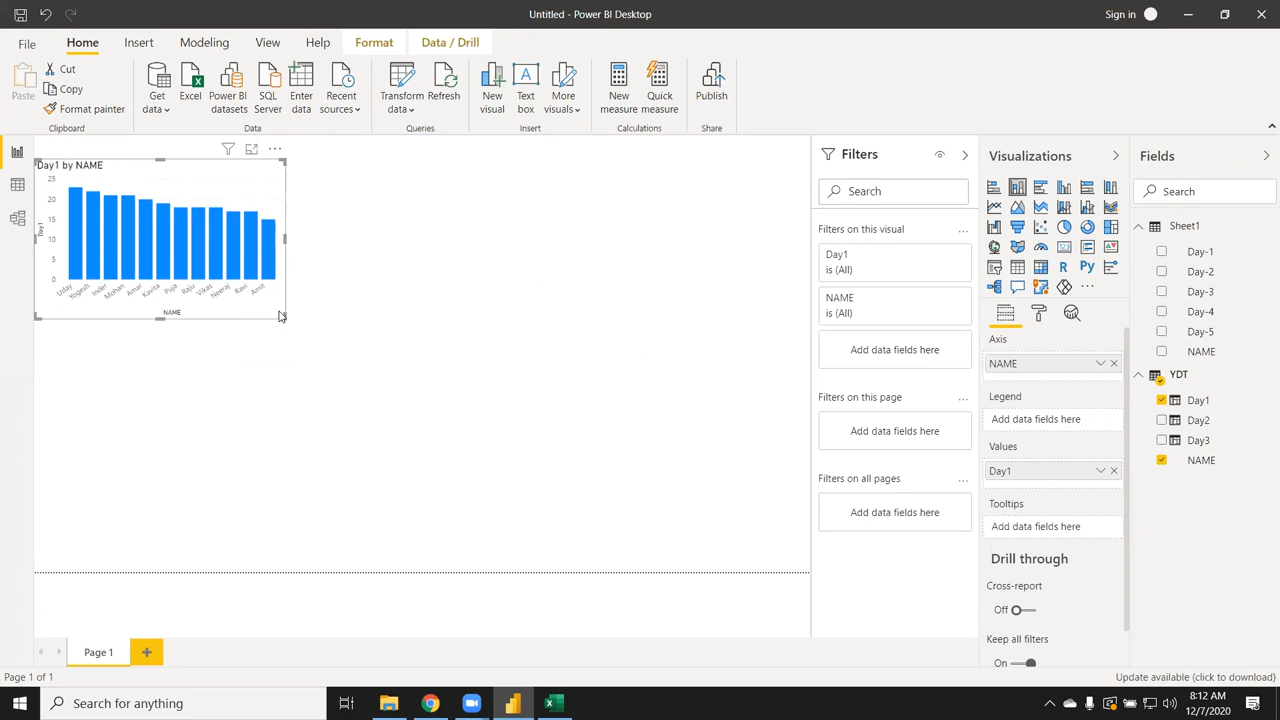 Untitled - Power BI Desktop
Sign in
File
Home
Insert
Modeling
View
Help
Format
Data / Drill
Paste
Cut
Copy
Format painter
Clipboard
Get data
Excel
Power BI datasets
SQL Server
Enter data
Recent sources
Data
Transform data
Refresh
Queries
New visual
Text box
More visuals
Insert
New measure
Quick measure
Calculations
Publish
Share
Day1 by NAME
25
20
15
10
5
0
Day1
Uday
Yogesh
Inder
Mohan
Amar
Kavita
Puja
Raju
Vikas
Neeraj
Ravi
Amit
NAME
Filters
Search
Filters on this visual
...
Day1
is (All)
NAME
is (All)
Add data fields here
Filters on this page
...
Add data fields here
Filters on all pages
...
Add data fields here
Visualizations
R
Py
Axis
NAME
Legend
Add data fields here
Values
Day1
Tooltips
Add data fields here
Drill through
Cross-report
Off
Keep all filters
On
Fields
Search
Sheet1
Day-1
Day-2
Day-3
Day-4
Day-5
NAME
YDT
Day1
Day2
Day3
NAME
Page 1
Page 1 of 1
Update available (click to download)
Search for anything
8:12 AM
12/7/2020